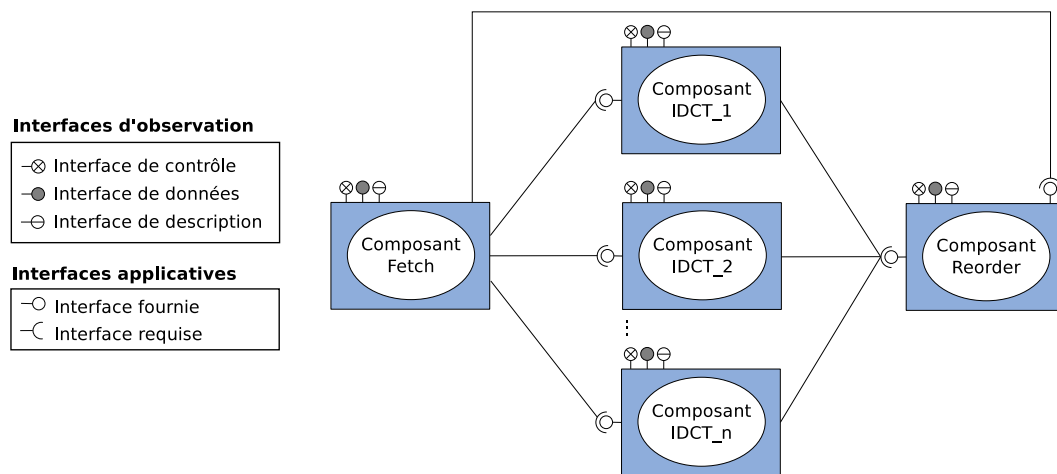 Interfaces d'observation
Interface de contrôle
Interface de données
Interface de description
Interfaces applicatives
Interface fournie
Interface requise
Composant
Fetch
Composant
IDCT_1
Composant
IDCT_2
Composant
IDCT_n
Composant
Reorder